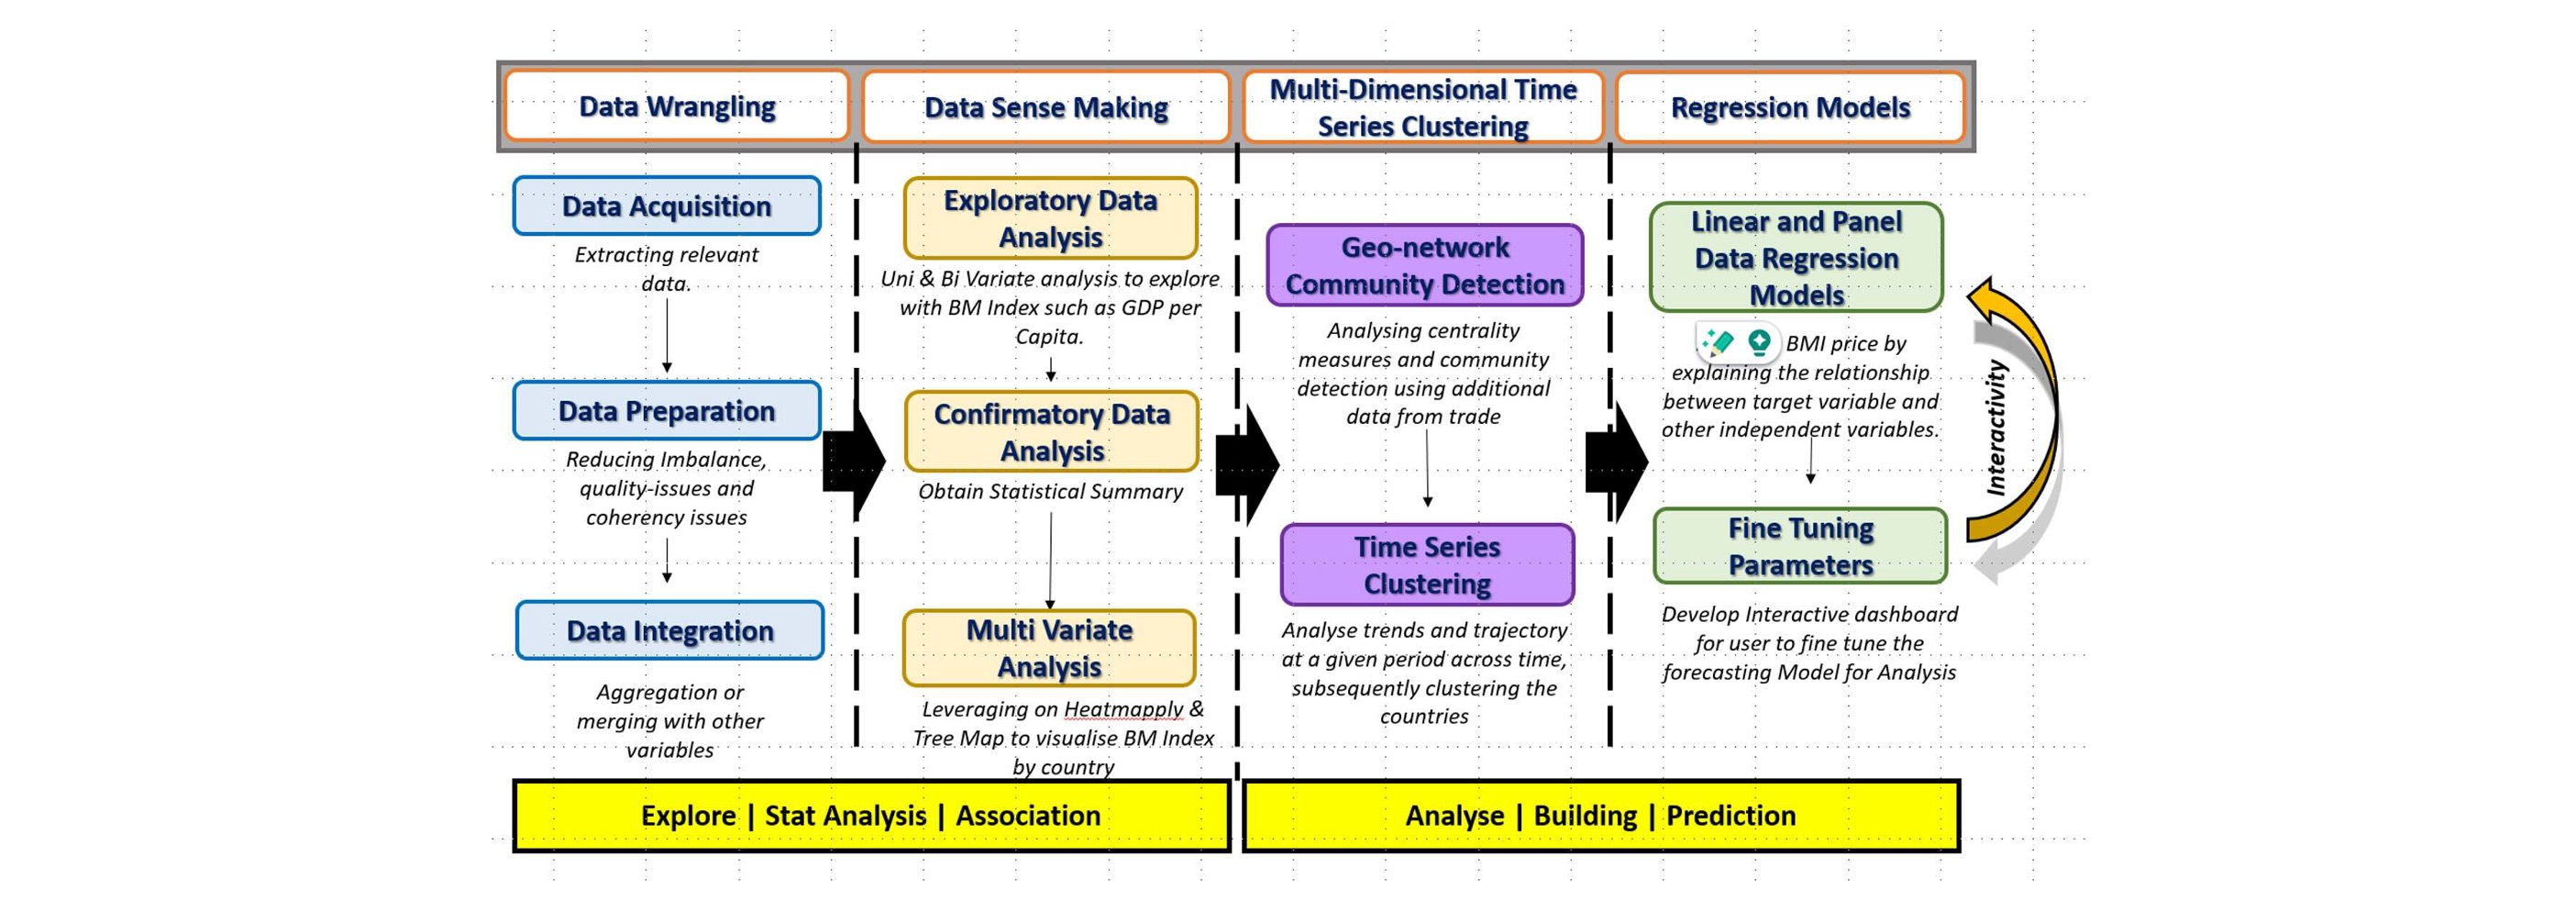 Data Wrangling
Data Sense Making
Multi-Dimensional Time
Series Clustering
Regression Models
Data Acquisition
Extracting relevant
data.
Data Preparation
Reducing Imbalance,
quality-issues and
coherency issues
Data Integration
Aggregation or
merging with other
variables
Exploratory Data
Analysis
Uni & Bi Variate analysis to explore
with BM Index such as GDP per
Capita.
Confirmatory Data
Analysis
Obtain Statistical Summary
Multi Variate
Analysis
Leveraging on Heatmapply &
Tree Map to visualise BM Index
by country
Geo-network
Community Detection
Analysing centrality
measures and community
detection using additional
data from trade
Time Series
Clustering
Analyse trends and trajectory
at a given period across time,
subsequently clustering the
countries
Linear and Panel
Data Regression
Models
BMI price by
explaining the relationship
between target variable and
other independent variables.
Fine Tuning
Parameters
Develop Interactive dashboard
for user to fine tune the
forecasting Model for Analysis
Interactivity
Explore | Stat Analysis | Association
Analyse | Building | Prediction